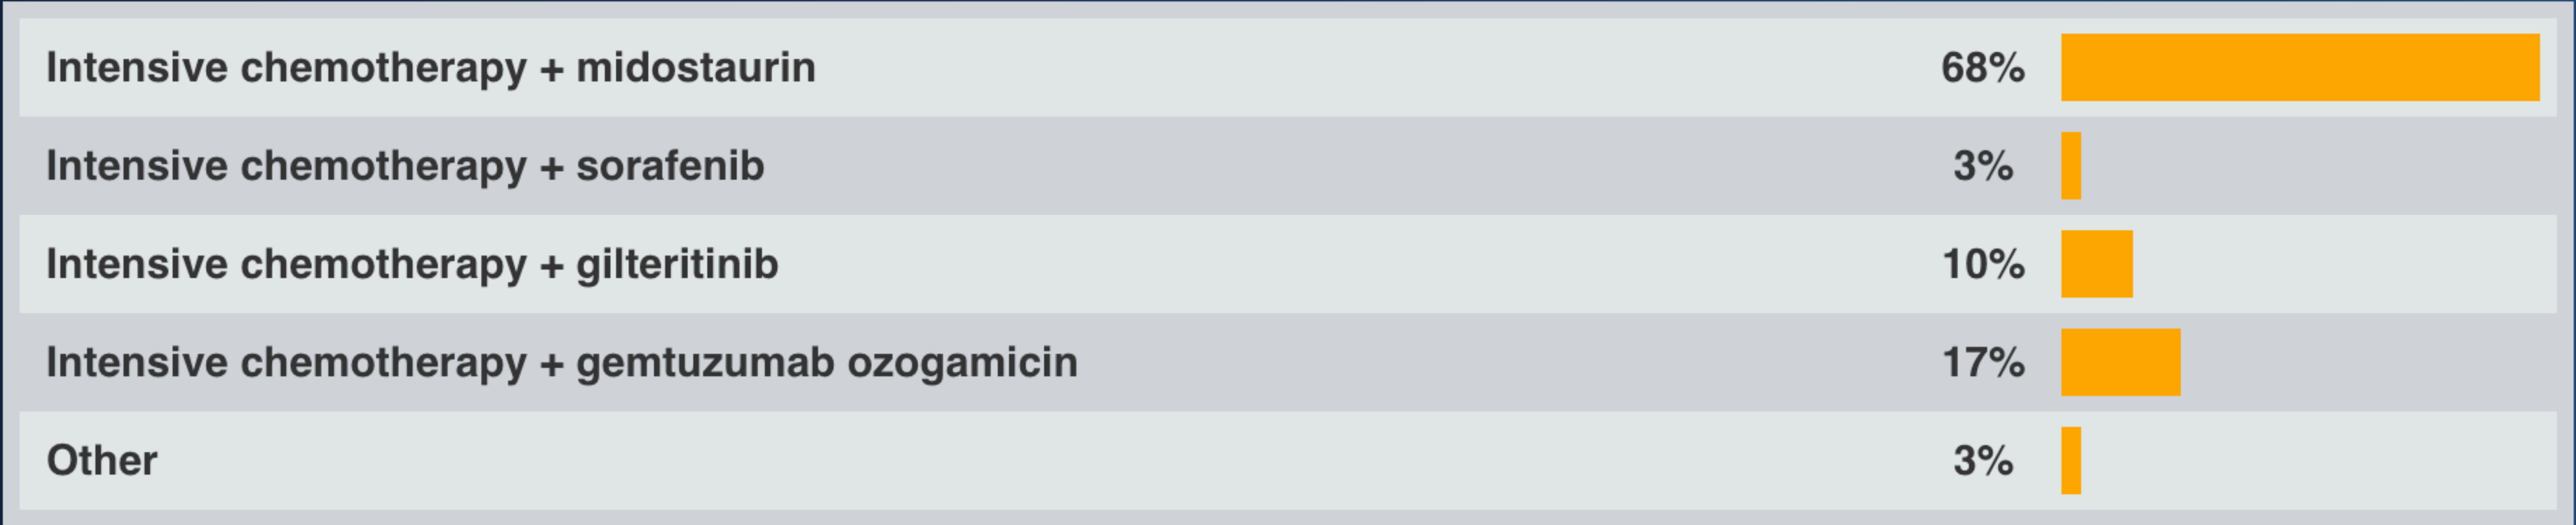 Intensive chemotherapy + midostaurin 68%
Intensive chemotherapy + sorafenib 3%
Intensive chemotherapy + gilteritinib 10%
Intensive chemotherapy + gemtuzumab ozogamicin 17%
Other 3%